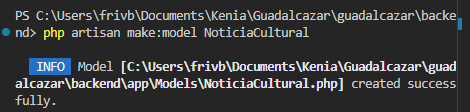 PS C:\Users\frivb\Documents\Kenia\Guadalcazar\guadalcazar\backe
nd> php artisan make:model NoticiaCultural
INFO Model [C:\Users\frivb\Documents\Kenia\Guadalcazar\guad
alcazar\backend\app\Models\NoticiaCultural.php] created success
fully.